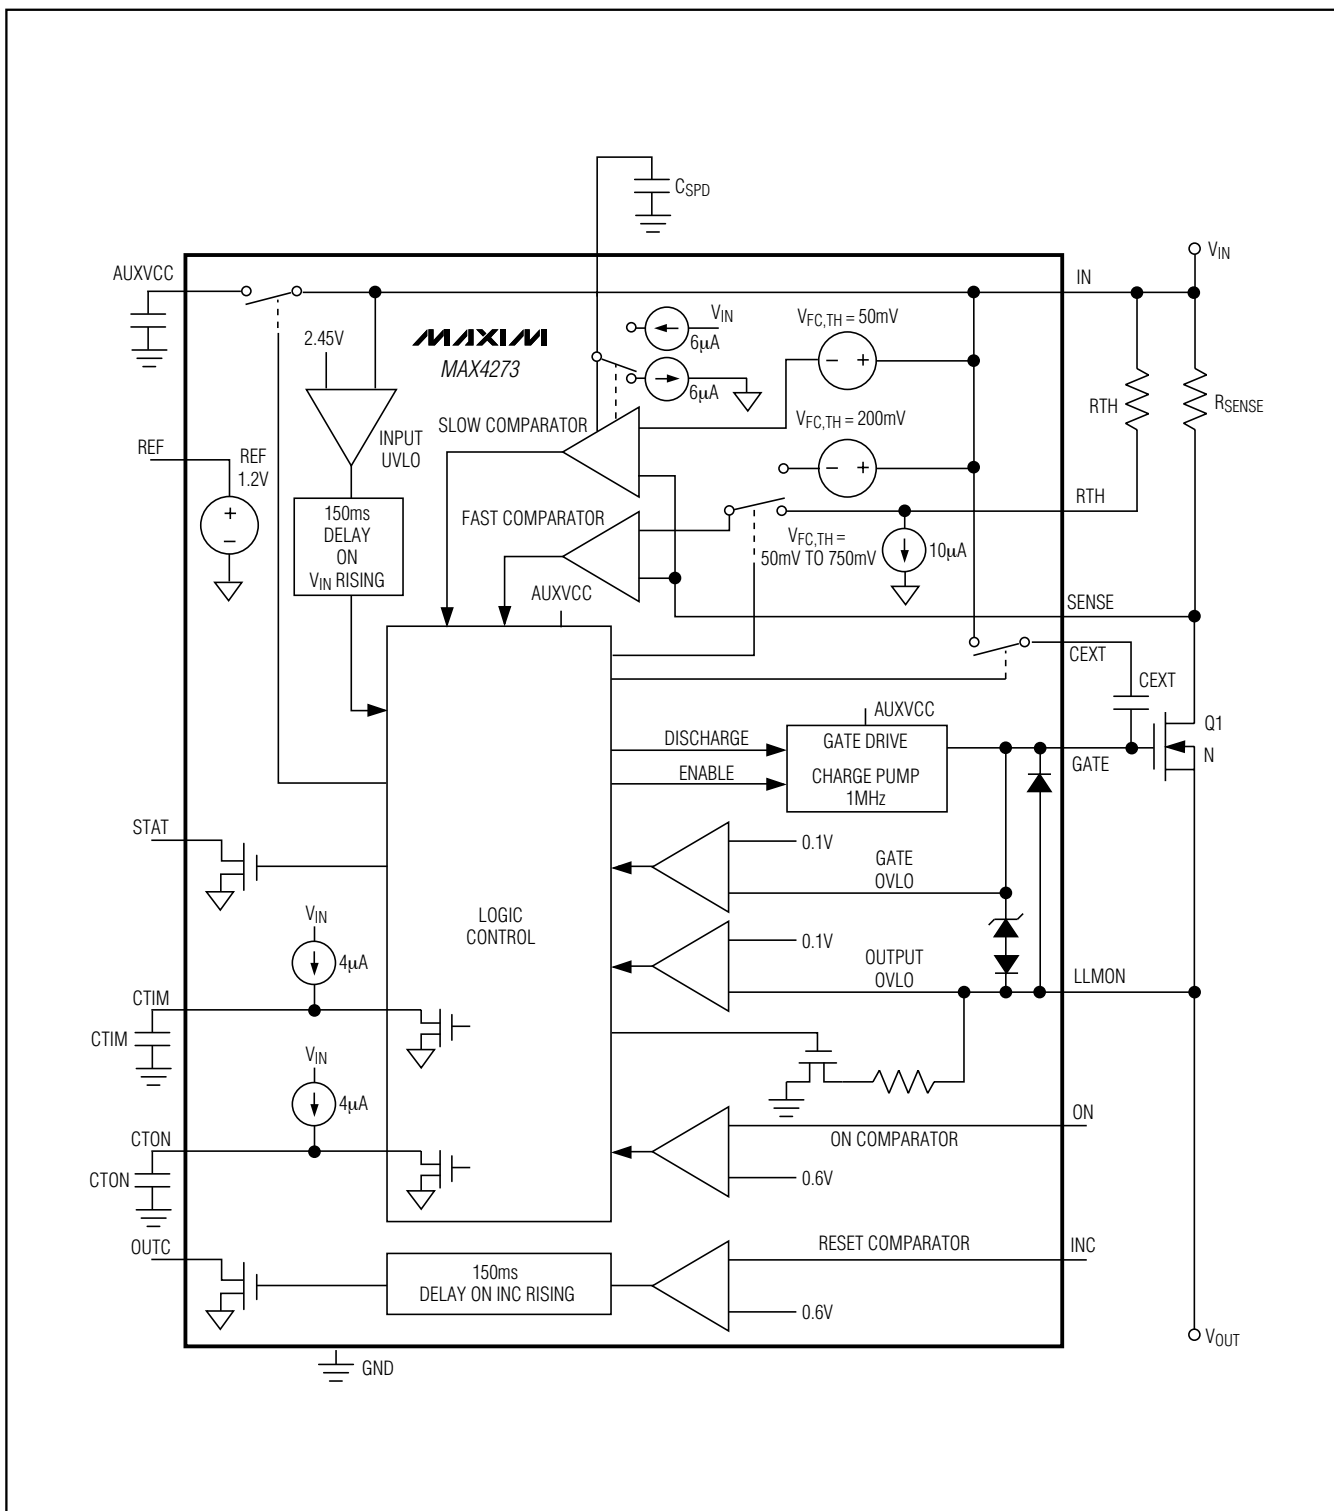 CSPD
VIN
AUXVCC
IN
2.45V
MAXIM
MAX4273
VIN
6µA
6µA
VFC,TH = 50mV
RTH
RSENSE
SLOW COMPARATOR
VFC,TH = 200mV
INPUT
UVLO
REF
REF
1.2V
+
−
− +
− +
150ms
DELAY
ON
VIN RISING
FAST COMPARATOR
RTH
VFC,TH =
50mV TO 750mV
10µA
AUXVCC
SENSE
CEXT
CEXT
AUXVCC
Q1
N
DISCHARGE
GATE DRIVE
ENABLE
CHARGE PUMP
1MHz
GATE
STAT
0.1V
GATE
OVLO
LOGIC
CONTROL
VIN
4µA
0.1V
OUTPUT
OVLO
LLMON
CTIM
CTIM
VIN
4µA
ON
CTON
CTON
ON COMPARATOR
0.6V
OUTC
RESET COMPARATOR
INC
150ms
DELAY ON INC RISING
0.6V
VOUT
GND